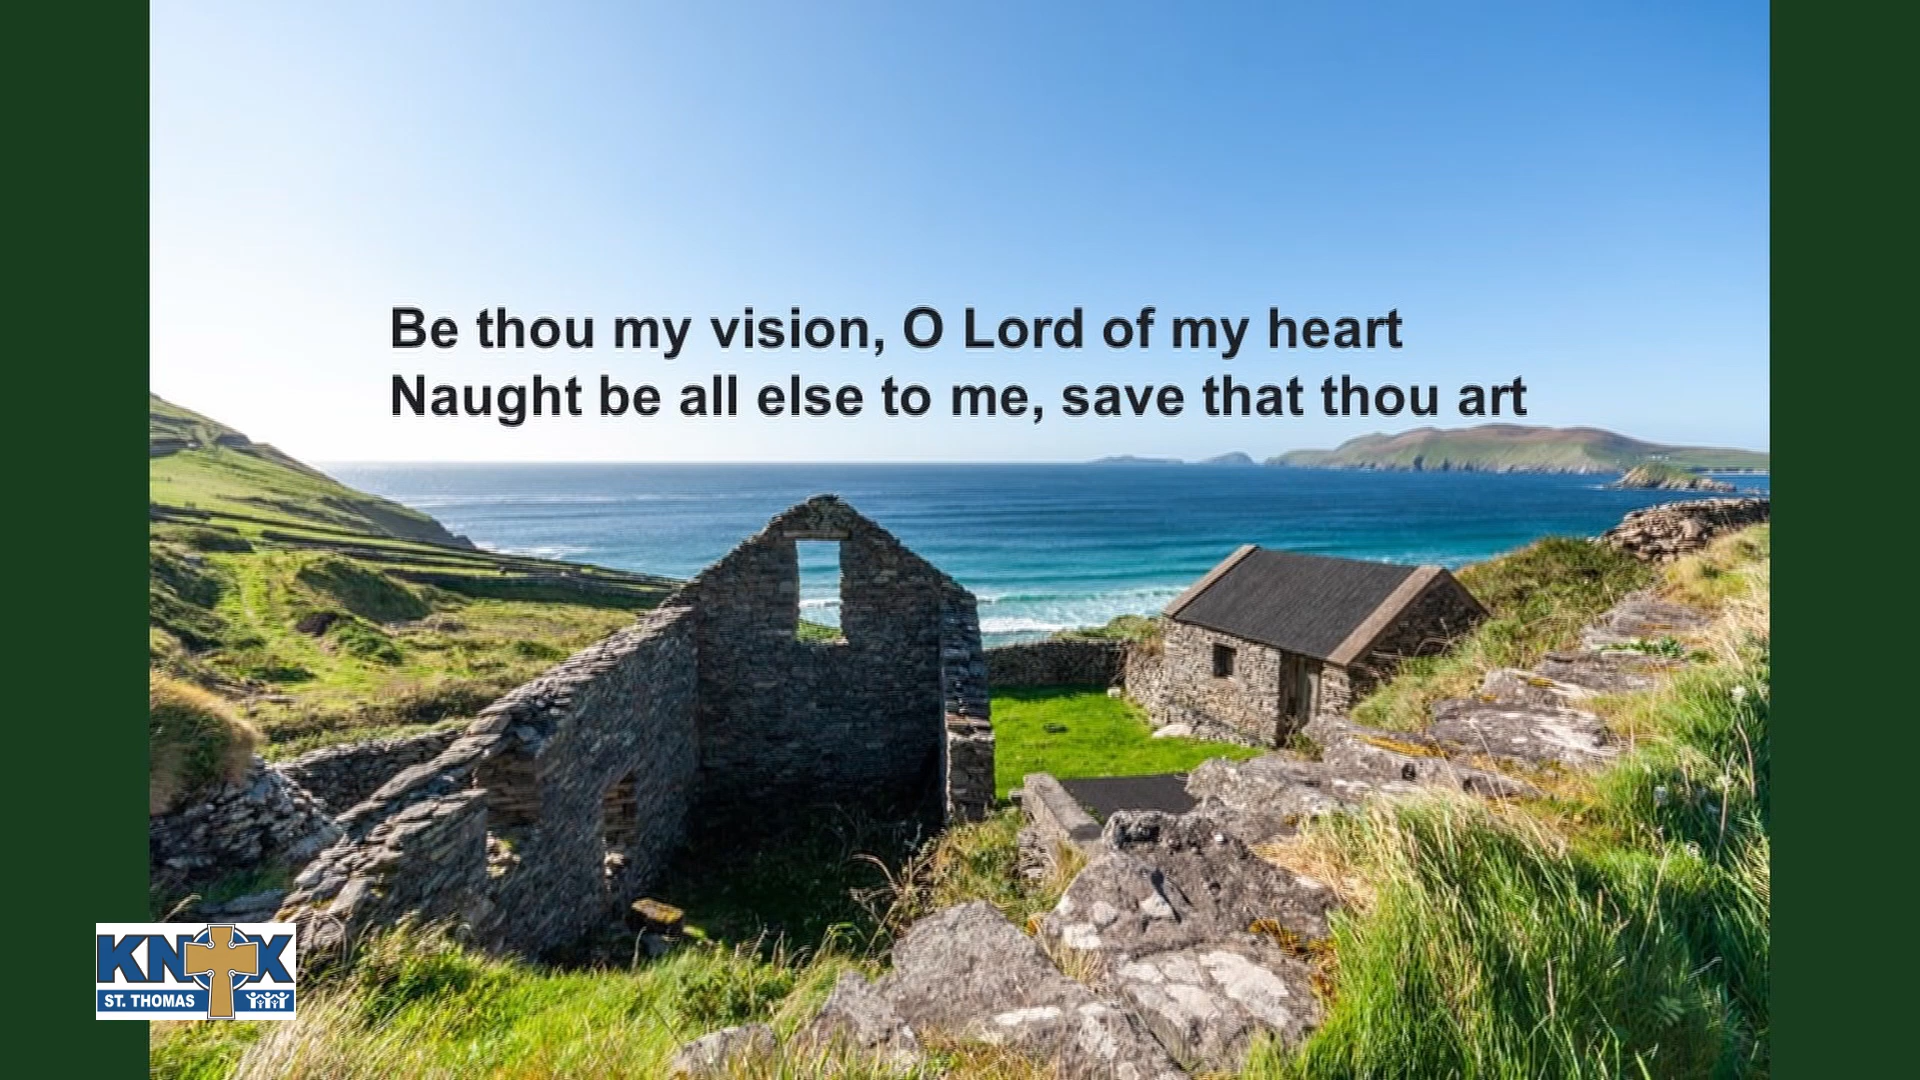 Be thou my vision, O Lord of my heart
Naught be all else to me, save that thou art
KNOX
ST. THOMAS